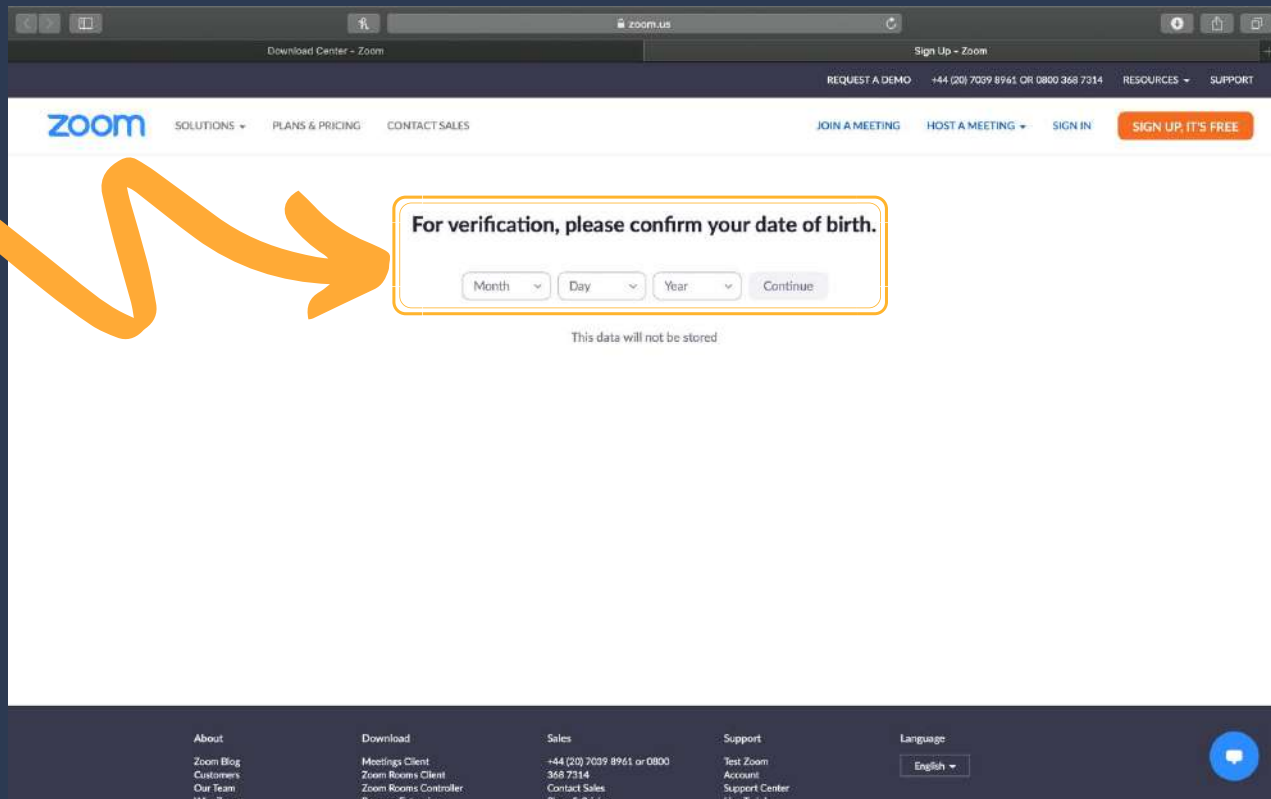 zoom.us
Download Center - Zoom
Sign Up - Zoom
REQUEST A DEMO +44 (20) 7039 8961 OR 0800 368 7314 RESOURCES SUPPORT
zoom SOLUTIONS PLANS & PRICING CONTACT SALES JOIN A MEETING HOST A MEETING SIGN IN SIGN UP, IT'S FREE
For verification, please confirm your date of birth.
Month Day Year Continue
This data will not be stored
About
Zoom Blog
Customers
Our Team
Download
Meetings Client
Zoom Rooms Client
Zoom Rooms Controller
Sales
+44 (20) 7039 8961 or 0800
368 7314
Contact Sales
Support
Test Zoom
Account
Support Center
Language
English